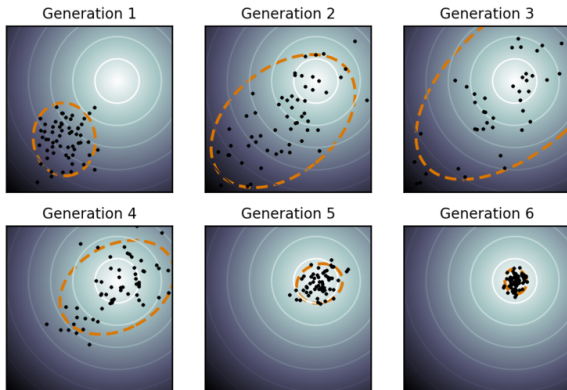 Generation 1
Generation 2
Generation 3
Generation 4
Generation 5
Generation 6